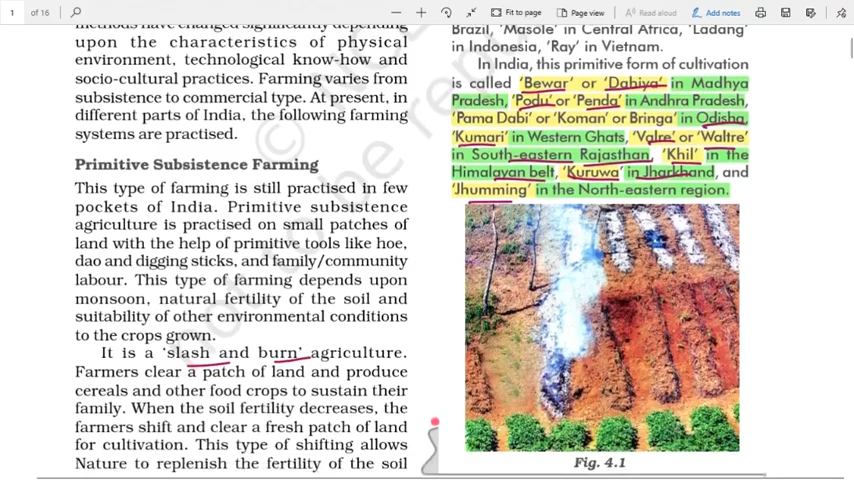 1 of 16
Fit to page
Page view
Read aloud
Add notes
methods have changed significantly depending
upon the characteristics of physical
environment, technological know-how and
socio-cultural practices. Farming varies from
subsistence to commercial type. At present, in
different parts of India, the following farming
systems are practised.
Primitive Subsistence Farming
This type of farming is still practised in few
pockets of India. Primitive subsistence
agriculture is practised on small patches of
land with the help of primitive tools like hoe,
dao and digging sticks, and family/community
labour. This type of farming depends upon
monsoon, natural fertility of the soil and
suitability of other environmental conditions
to the crops grown.
It is a ‘slash and burn’ agriculture.
Farmers clear a patch of land and produce
cereals and other food crops to sustain their
family. When the soil fertility decreases, the
farmers shift and clear a fresh patch of land
for cultivation. This type of shifting allows
Nature to replenish the fertility of the soil
Brazil, ‘Masole’ in Central Africa, ‘Ladang’
in Indonesia, ‘Ray’ in Vietnam.
In India, this primitive form of cultivation
is called ‘Bewar’ or ‘Dahiya’ in Madhya
Pradesh, ‘Podu’ or ‘Penda’ in Andhra Pradesh,
‘Pama Dabi’ or ‘Koman’ or Bringa’ in Odisha,
‘Kumari’ in Western Ghats, ‘Valre’ or ‘Waltre’
in South-eastern Rajasthan, ‘Khil’ in the
Himalayan belt, ‘Kuruwa’ in Jharkhand, and
‘Jhumming’ in the North-eastern region.
Fig. 4.1